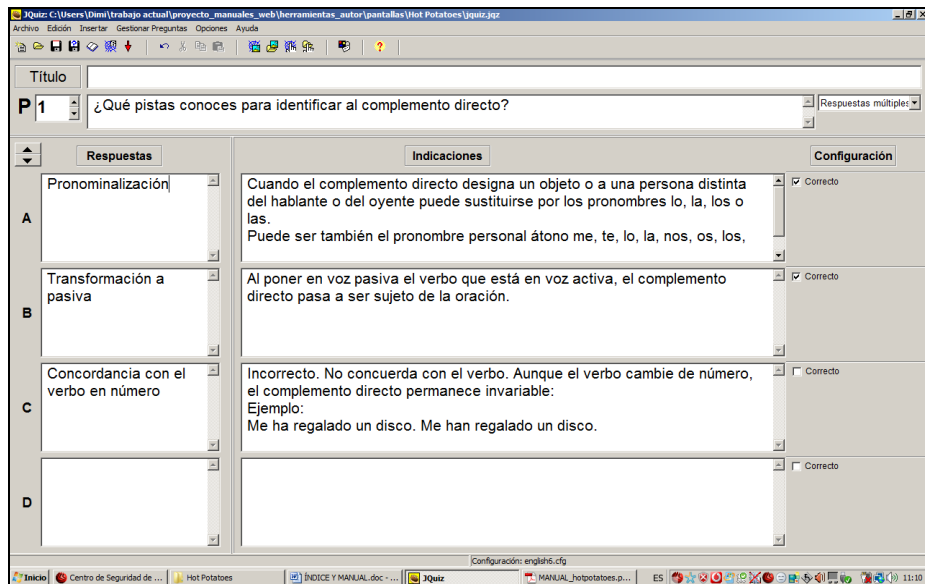 JQuiz: C:\Users\Dimi\trabajo actual\proyecto_manuales_web\herramientas_autor\pantallas\Hot Potatoes\jquiz.jqz
Archivo Edición Insertar Gestionar Preguntas Opciones Ayuda
Título
P 1 ¿Qué pistas conoces para identificar al complemento directo? Respuestas múltiples
Respuestas Indicaciones Configuración
A
Pronominalización
Cuando el complemento directo designa un objeto o a una persona distinta
del hablante o del oyente puede sustituirse por los pronombres lo, la, los o
las.
Puede ser también el pronombre personal átono me, te, lo, la, nos, os, los,
Correcto
B
Transformación a
pasiva
Al poner en voz pasiva el verbo que está en voz activa, el complemento
directo pasa a ser sujeto de la oración.
Correcto
C
Concordancia con el
verbo en número
Incorrecto. No concuerda con el verbo. Aunque el verbo cambie de número,
el complemento directo permanece invariable:
Ejemplo:
Me ha regalado un disco. Me han regalado un disco.
Correcto
D
Correcto
Configuración: english6.cfg
Inicio Centro de Seguridad de ... Hot Potatoes ÍNDICE Y MANUAL.doc - ... JQuiz MANUAL_hotpotatoes.p... ES 11:10